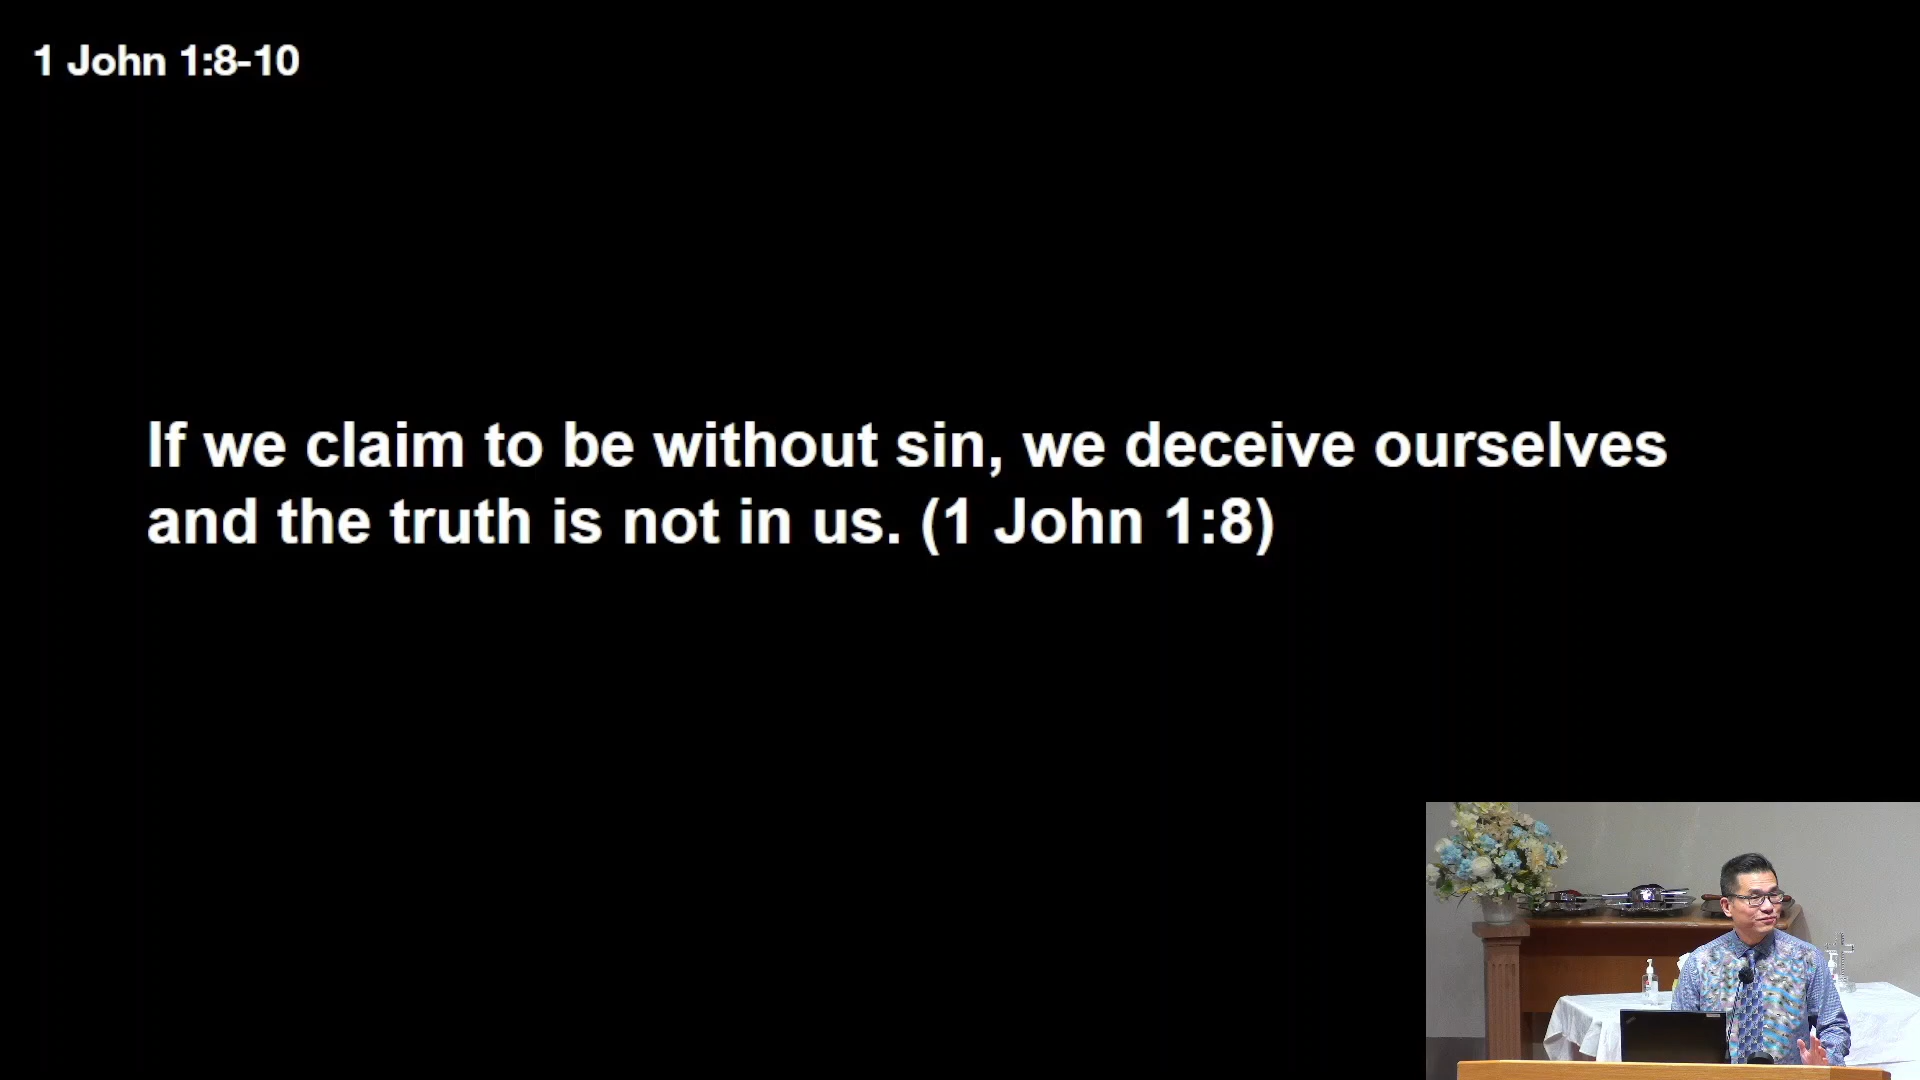 1 John 1:8-10
If we claim to be without sin, we deceive ourselves
and the truth is not in us. (1 John 1:8)